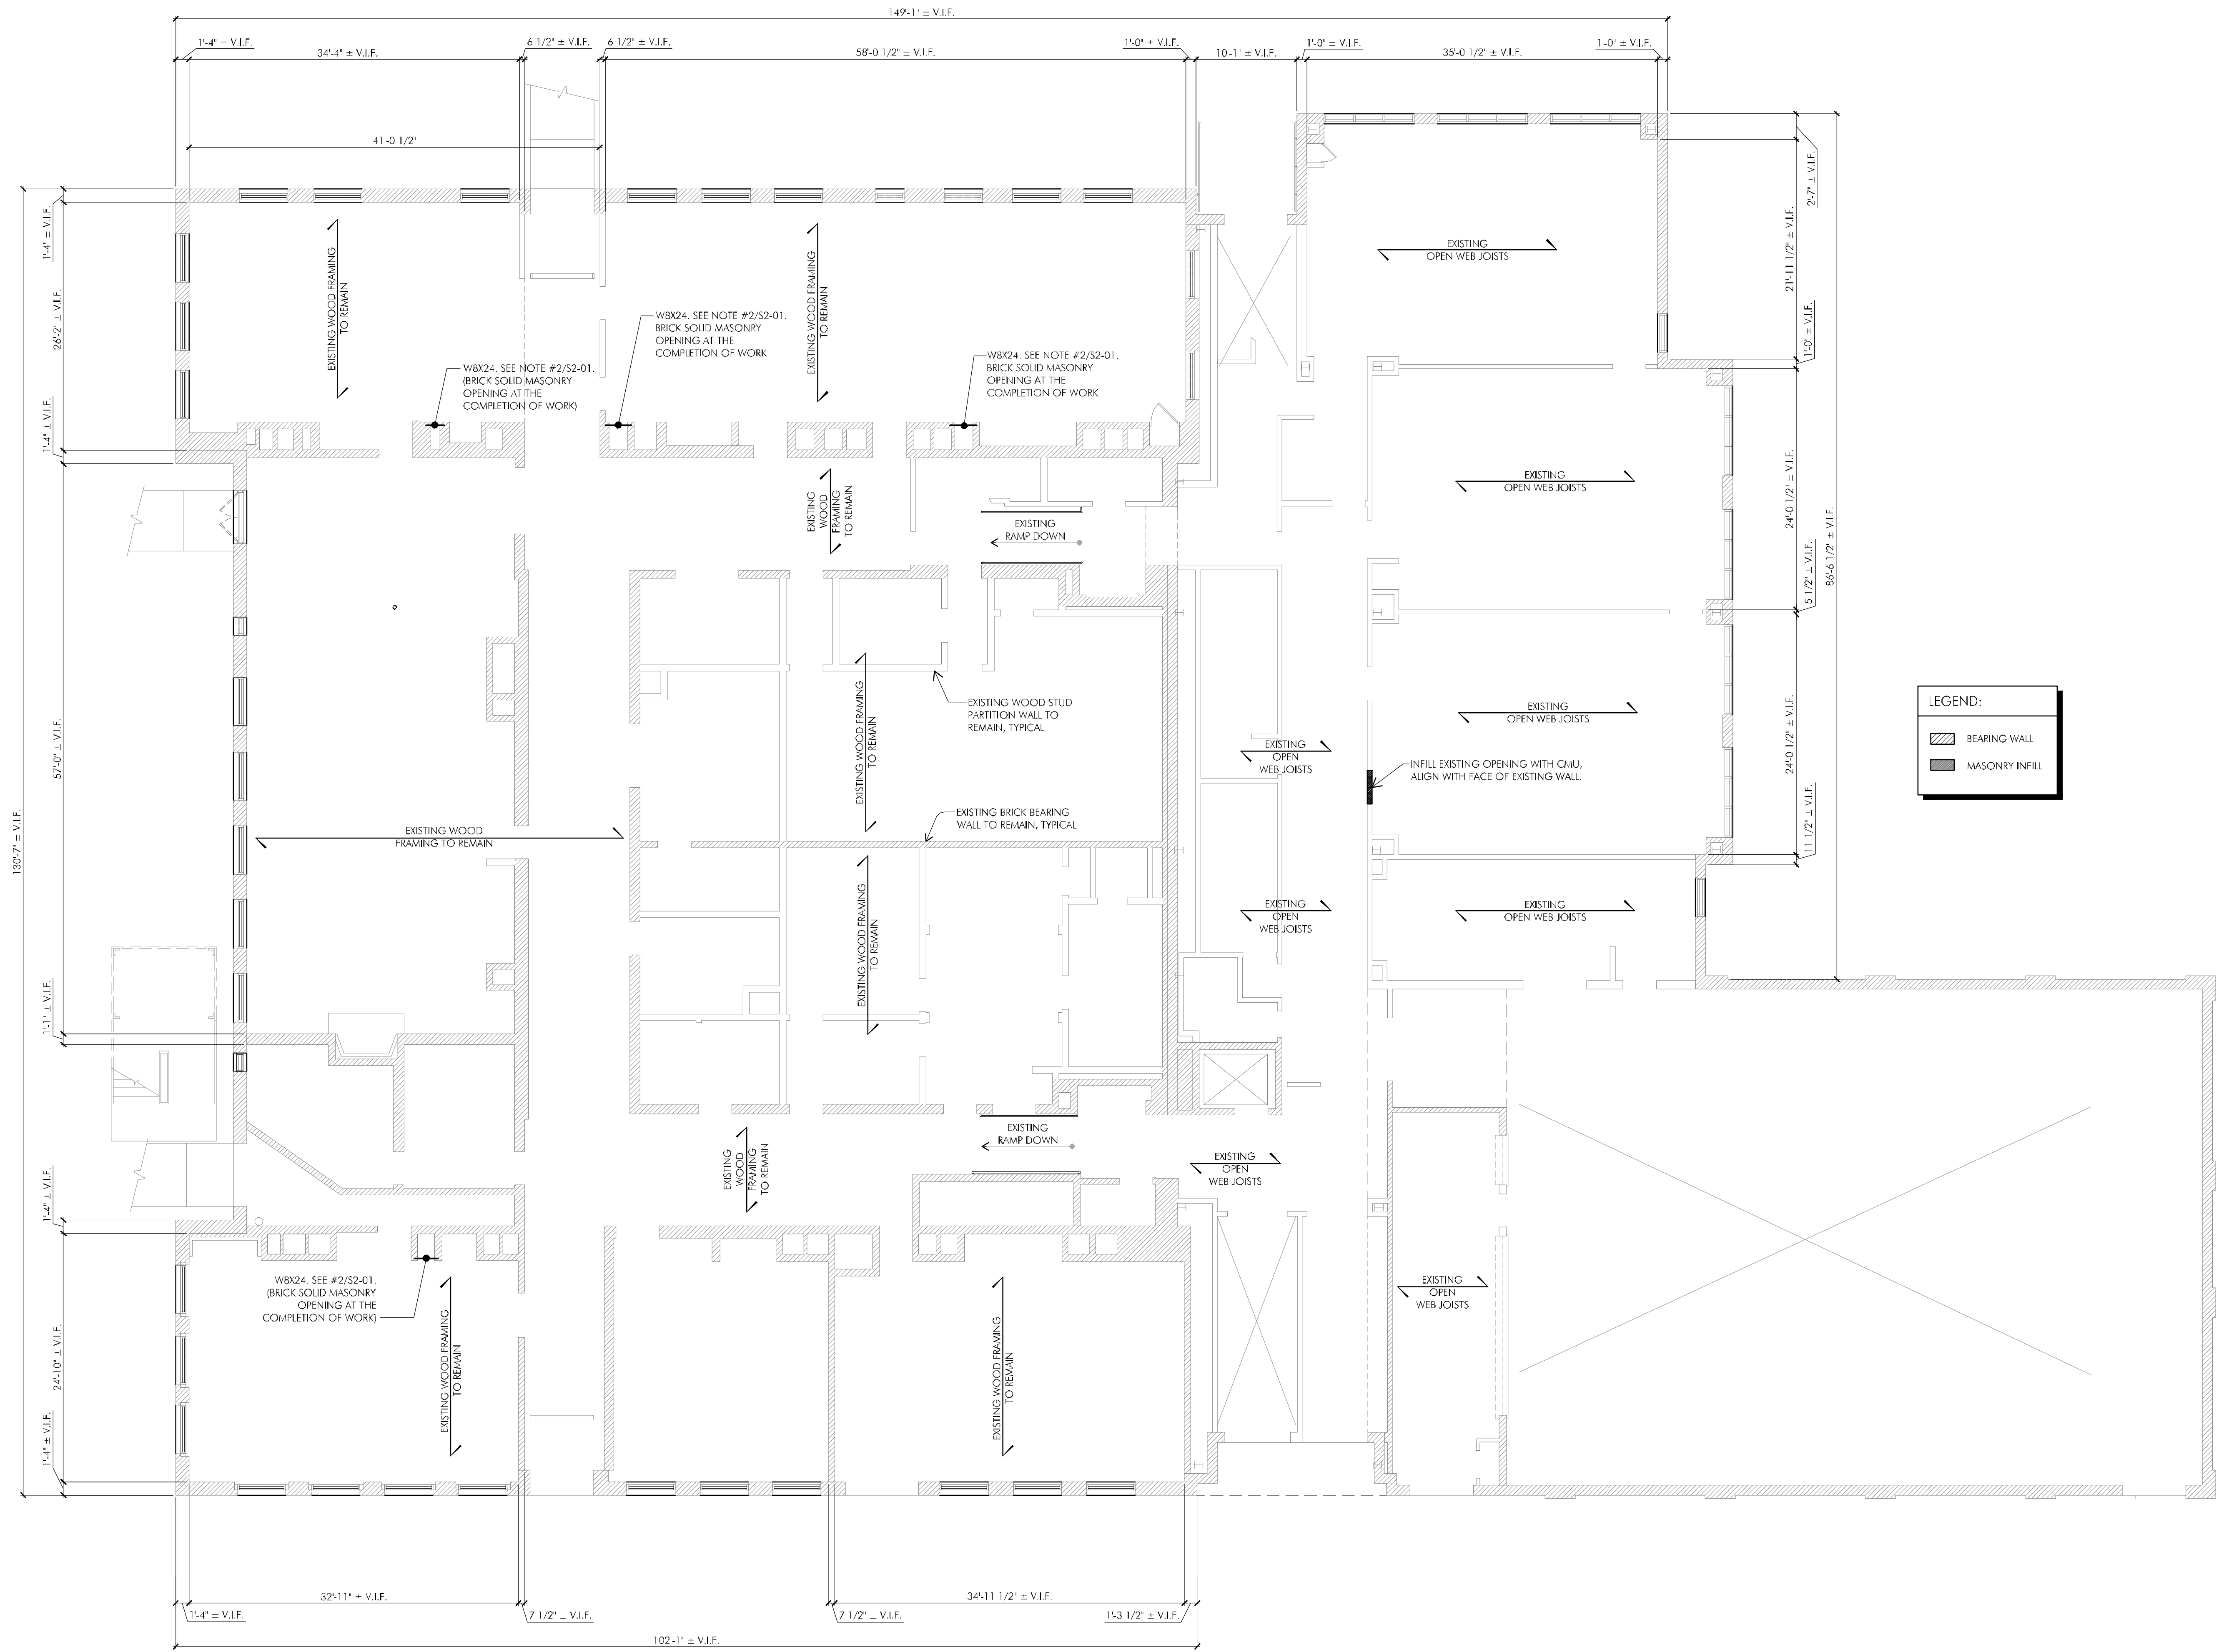 149'-1" ± V.I.F.
1'-4" ± V.I.F.
34'-4" ± V.I.F.
6 1/2" ± V.I.F.
6 1/2" ± V.I.F.
58'-0 1/2" ± V.I.F.
1'-0" ± V.I.F.
10'-1" ± V.I.F.
1'-0" ± V.I.F.
35'-0 1/2" ± V.I.F.
1'-0" ± V.I.F.
41'-0 1/2"
130'-7" ± V.I.F.
1'-4" ± V.I.F.
26'-2" ± V.I.F.
1'-4" ± V.I.F.
57'-0" ± V.I.F.
1'-1" ± V.I.F.
1'-4" ± V.I.F.
24'-10" ± V.I.F.
1'-4" ± V.I.F.
EXISTING WOOD FRAMING
TO REMAIN
W8X24. SEE NOTE #2/S2-01.
(BRICK SOLID MASONRY
OPENING AT THE
COMPLETION OF WORK)
W8X24. SEE NOTE #2/S2-01.
BRICK SOLID MASONRY
OPENING AT THE
COMPLETION OF WORK
EXISTING WOOD FRAMING
TO REMAIN
W8X24. SEE NOTE #2/S2-01.
BRICK SOLID MASONRY
OPENING AT THE
COMPLETION OF WORK
EXISTING
OPEN WEB JOISTS
2'-7" ± V.I.F.
21'-11 1/2" ± V.I.F.
1'-0" ± V.I.F.
24'-0 1/2" ± V.I.F.
86'-6 1/2" ± V.I.F.
5 1/2" ± V.I.F.
24'-0 1/2" ± V.I.F.
11 1/2" ± V.I.F.
EXISTING
WOOD
FRAMING
TO REMAIN
EXISTING
RAMP DOWN
EXISTING
OPEN WEB JOISTS
EXISTING WOOD FRAMING
TO REMAIN
EXISTING WOOD STUD
PARTITION WALL TO
REMAIN, TYPICAL
EXISTING
OPEN WEB JOISTS
EXISTING
OPEN
WEB JOISTS
INFILL EXISTING OPENING WITH CMU,
ALIGN WITH FACE OF EXISTING WALL.
LEGEND:
BEARING WALL
MASONRY INFILL
EXISTING WOOD
FRAMING TO REMAIN
EXISTING BRICK BEARING
WALL TO REMAIN, TYPICAL
EXISTING WOOD FRAMING
TO REMAIN
EXISTING
OPEN
WEB JOISTS
EXISTING
OPEN WEB JOISTS
EXISTING
RAMP DOWN
EXISTING
WOOD
FRAMING
TO REMAIN
EXISTING
OPEN
WEB JOISTS
W8X24. SEE #2/S2-01.
(BRICK SOLID MASONRY
OPENING AT THE
COMPLETION OF WORK)
EXISTING WOOD FRAMING
TO REMAIN
EXISTING WOOD FRAMING
TO REMAIN
EXISTING
OPEN
WEB JOISTS
32'-11" ± V.I.F.
34'-11 1/2" ± V.I.F.
1'-4" ± V.I.F.
7 1/2" ± V.I.F.
7 1/2" ± V.I.F.
1'-3 1/2" ± V.I.F.
102'-1" ± V.I.F.